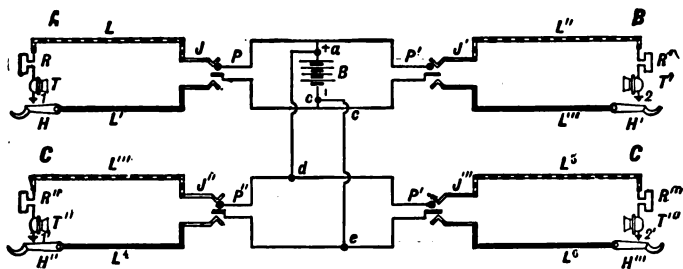 A L J P + a P' J' L'' B
R B R''
T c ' T'
1 c 2
H L' L''' H'
C L'''' J'' P'' d P' J''' L⁵ C
R'' R'''
T'' T'''
1' e 2'
H'' L⁴ L⁶ H'''